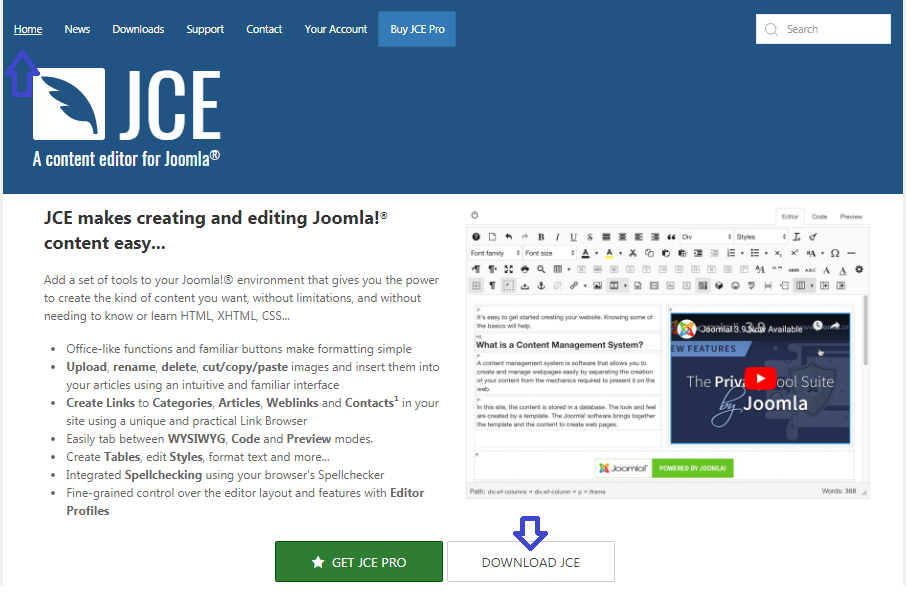 Home News Downloads Support Contact Your Account Buy JCE Pro Search
JCE
A content editor for Joomla!®
JCE makes creating and editing Joomla!®
content easy...
Add a set of tools to your Joomla!® environment that gives you the power
to create the kind of content you want, without limitations, and without
needing to know or learn HTML, XHTML, CSS...
• Office-like functions and familiar buttons make formatting simple
• Upload, rename, delete, cut/copy/paste images and insert them into
your articles using an intuitive and familiar interface
• Create Links to Categories, Articles, Weblinks and Contacts¹ in your
site using a unique and practical Link Browser
• Easily tab between WYSIWYG, Code and Preview modes.
• Create Tables, edit Styles, format text and more...
• Integrated Spellchecking using your browser's Spellchecker
• Fine-grained control over the editor layout and features with Editor
Profiles
Editor Code Preview
Div Styles
Font family Font size
It's easy to get started creating your website. Knowing some of
the basics will help.
What is a Content Management System?
A content management system is software that allows you to
create and manage webpages easily by separating the creation
of your content from the mechanics required to present it on the
web.
In this site, the content is stored in a database. The look and feel
are created by a template. The Joomla! software brings together
the template and the content to create web pages.
Joomla! 3.9 Now Available
EW FEATURES
The Priva ool Suite
by Joomla
Joomla! POWERED BY JOOMLA!
Path: div.wf-columns » div.wf-column » p » iframe Words: 368
GET JCE PRO DOWNLOAD JCE